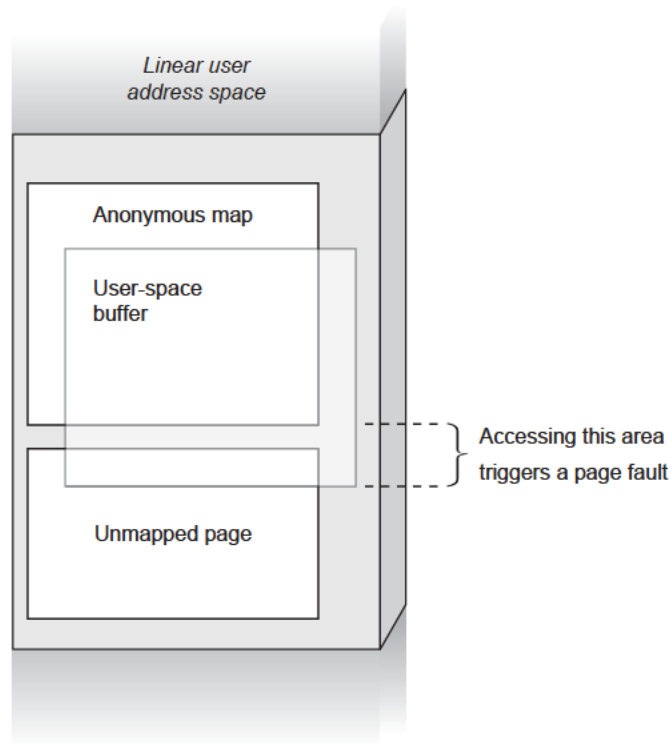 Linear user
address space
Anonymous map
User-space
buffer
Accessing this area
triggers a page fault
Unmapped page